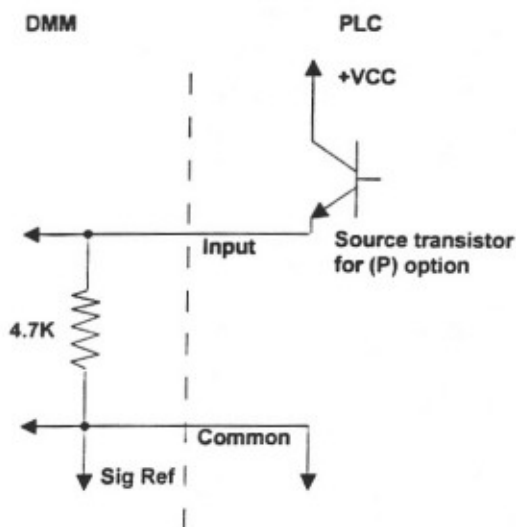 DMM
PLC
+VCC
Input
Source transistor
for (P) option
4.7K
Common
Sig Ref